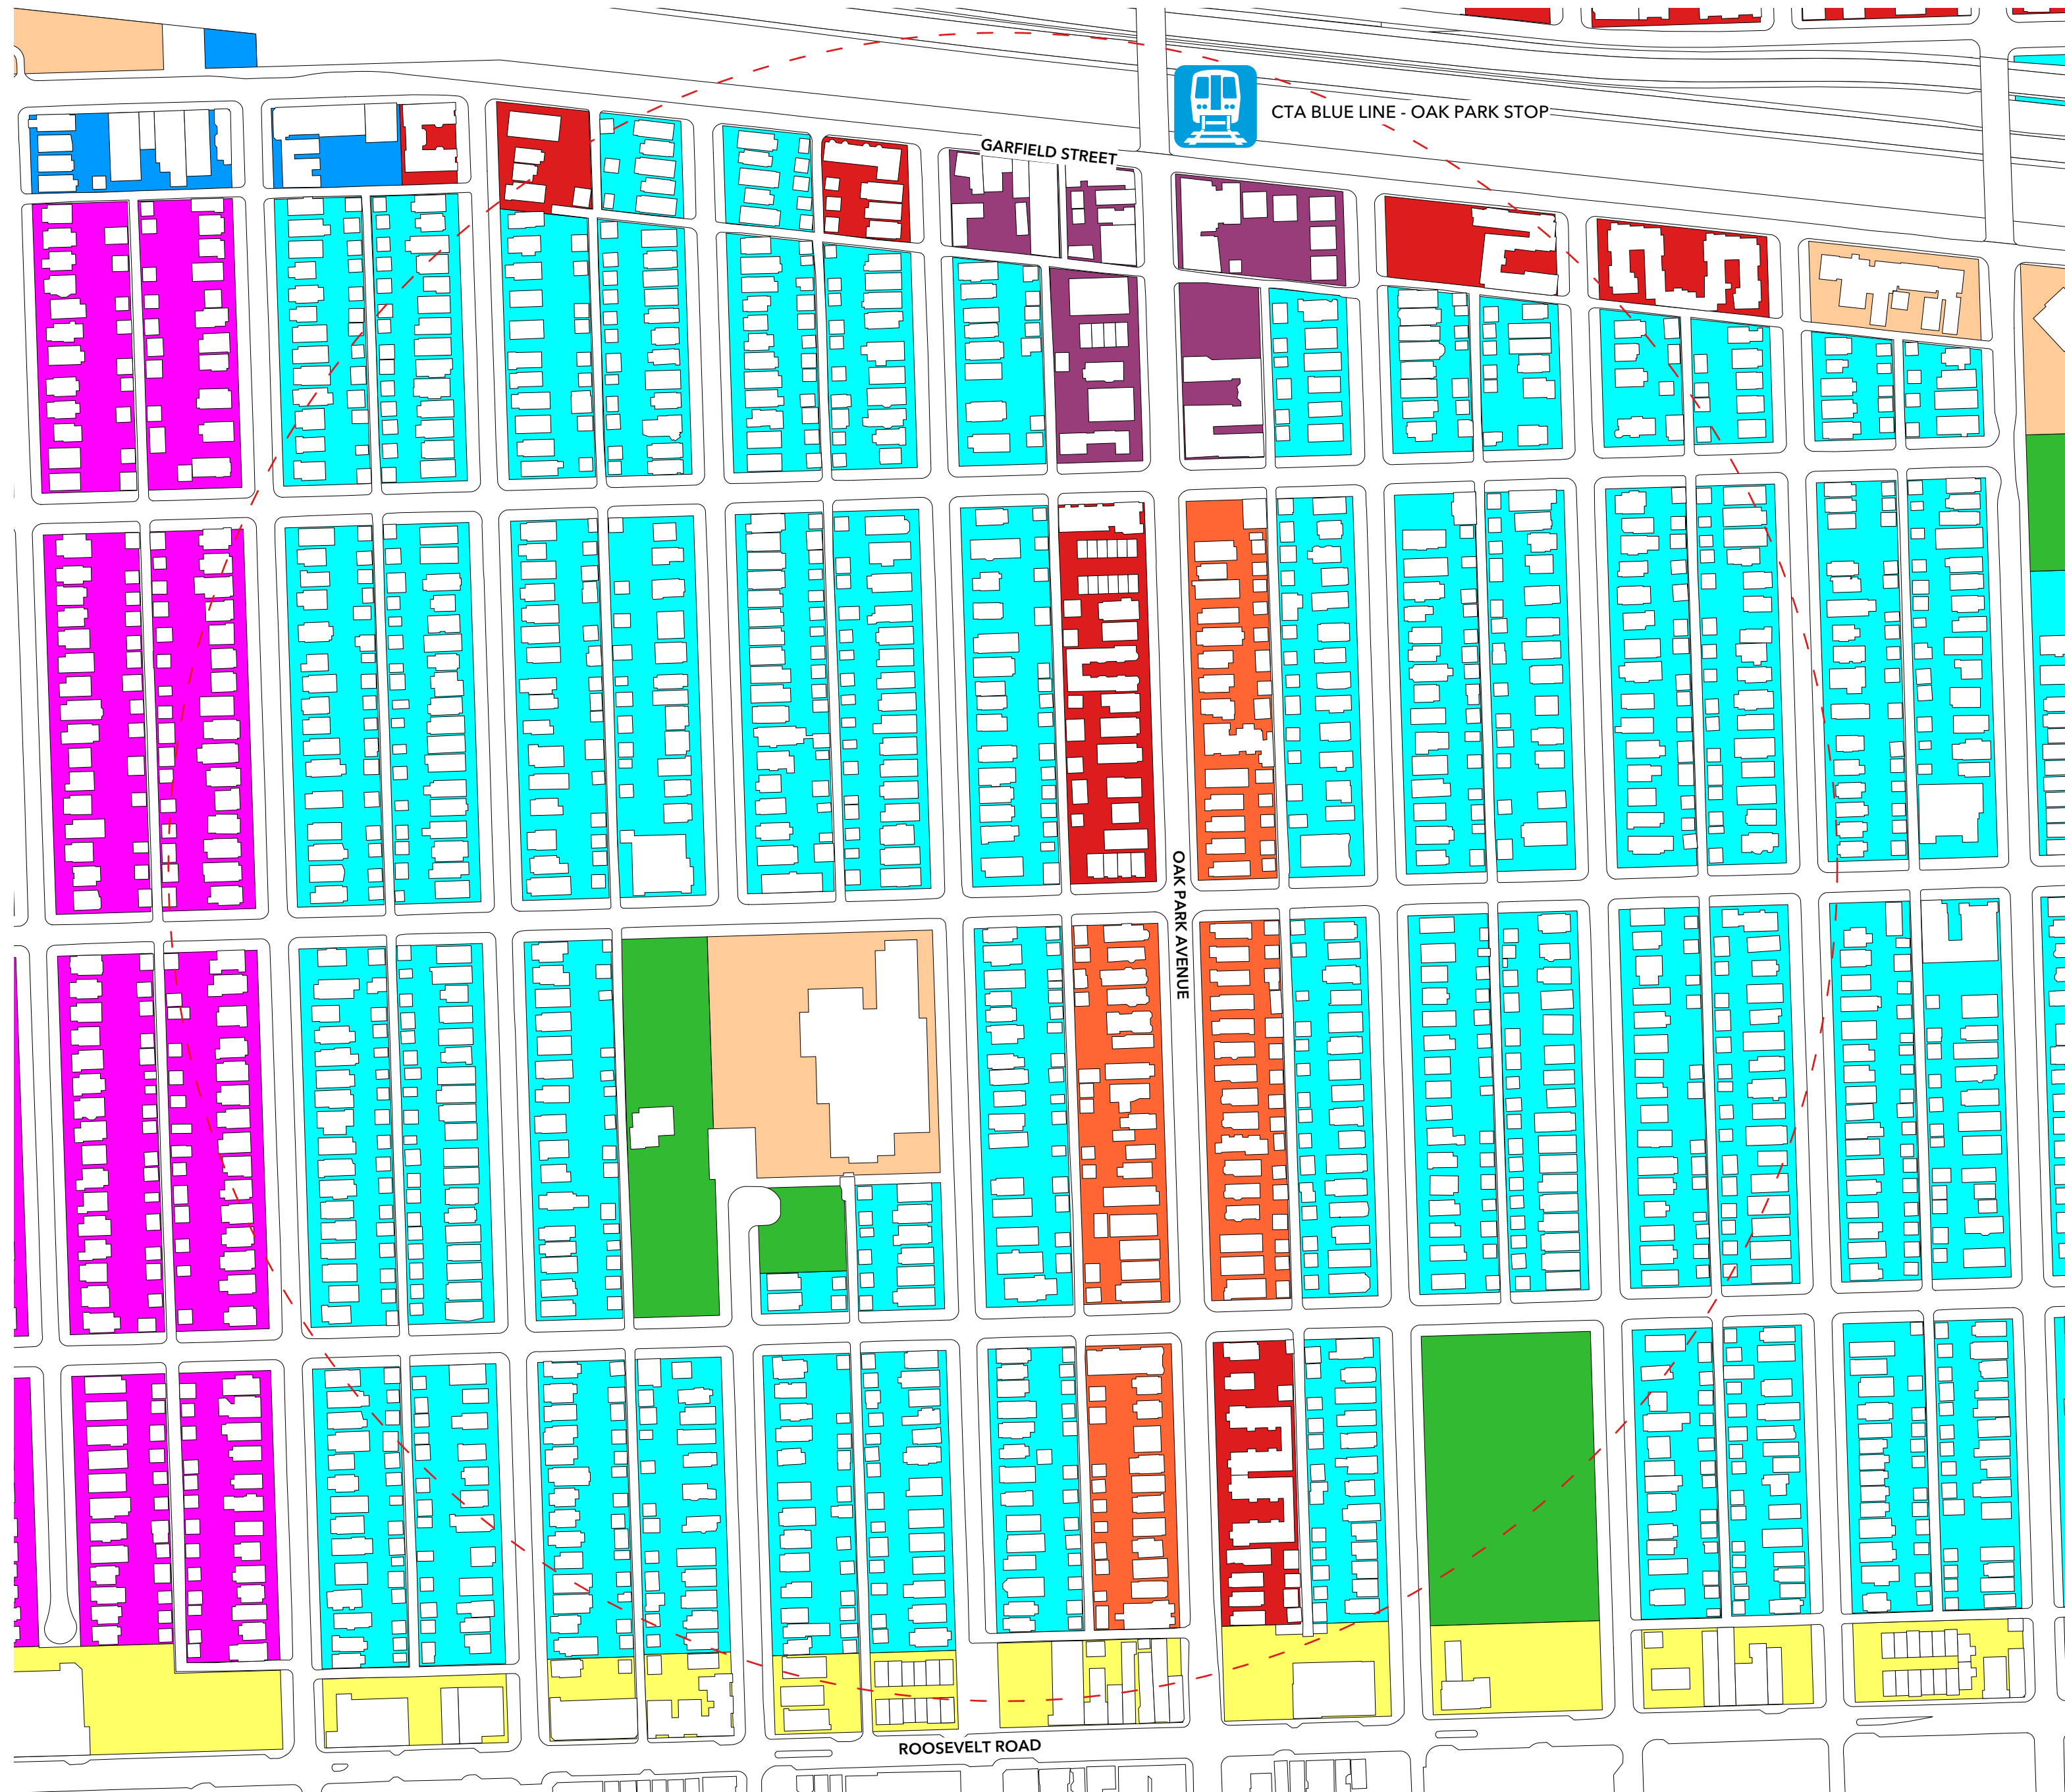 CTA BLUE LINE - OAK PARK STOP
GARFIELD STREET
OAK PARK AVENUE
ROOSEVELT ROAD